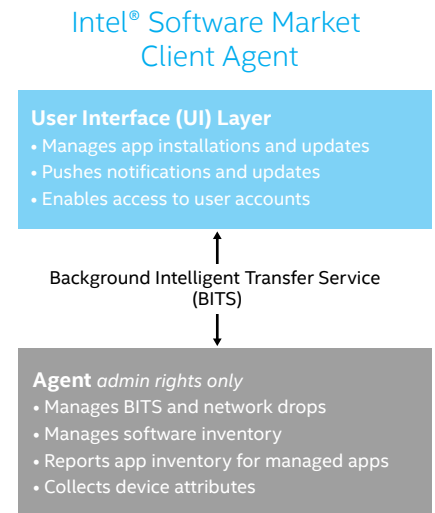 Intel® Software Market
Client Agent
User Interface (UI) Layer
• Manages app installations and updates
• Pushes notifications and updates
• Enables access to user accounts
Background Intelligent Transfer Service
(BITS)
Agent admin rights only
• Manages BITS and network drops
• Manages software inventory
• Reports app inventory for managed apps
• Collects device attributes